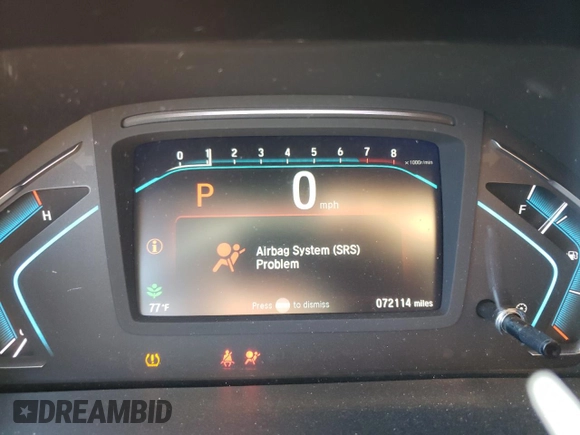 0 1 2 3 4 5 6 7 8 x1000r/min
P 0 mph
H
F
Airbag System (SRS)
Problem
Press to dismiss
77°F
072114 miles
DREAMBID